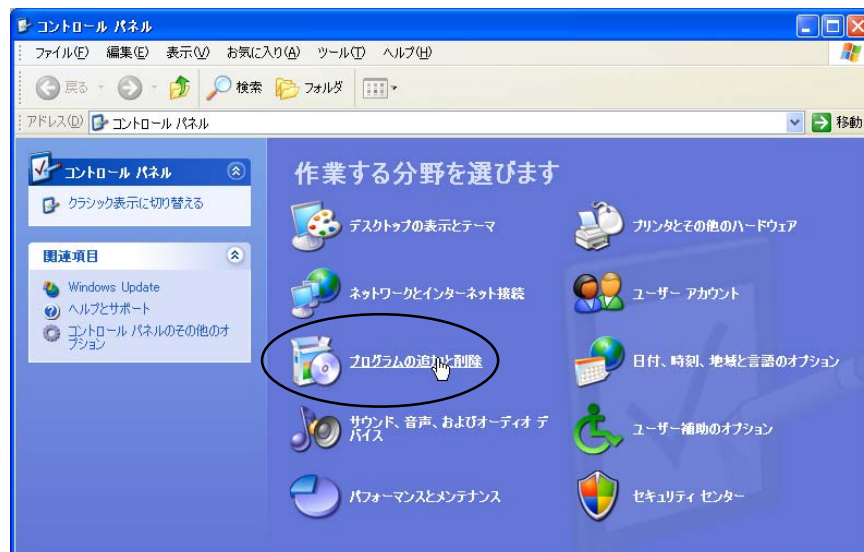 コントロール パネル
ファイル(F) 編集(E) 表示(V) お気に入り(A) ツール(T) ヘルプ(H)
戻る 検索 フォルダ
アドレス(D) コントロール パネル 移動
コントロール パネル
クラシック表示に切り替える
関連項目
Windows Update
ヘルプとサポート
コントロール パネルのその他のオ
プション
作業する分野を選びます
デスクトップの表示とテーマ
プリンタとその他のハードウェア
ネットワークとインターネット接続
ユーザー アカウント
プログラムの追加と削除
日付、時刻、地域と言語のオプション
サウンド、音声、およびオーディオ デ
バイス
ユーザー補助のオプション
パフォーマンスとメンテナンス
セキュリティ センター